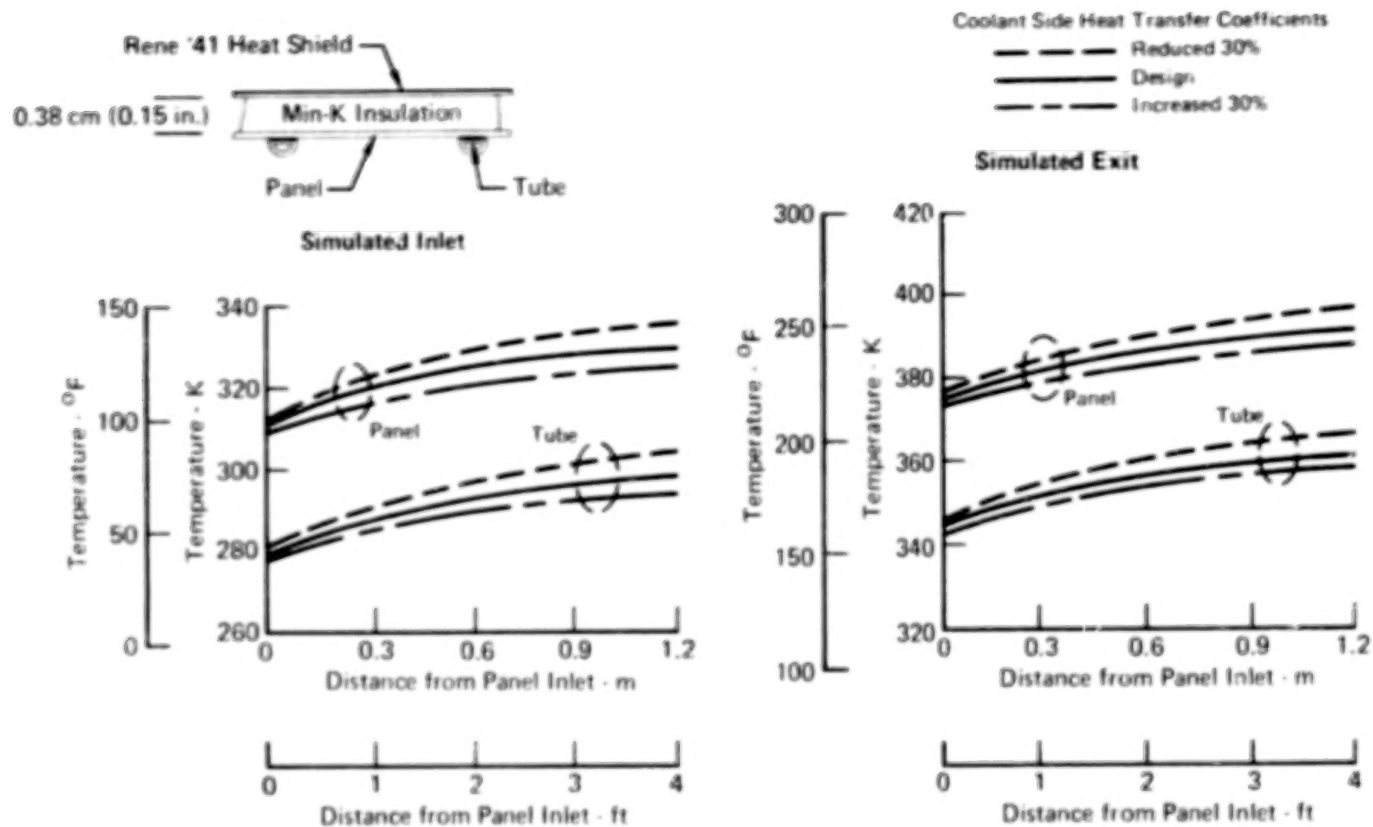 Rene '41 Heat Shield
0.38 cm (0.15 in.)
Min-K Insulation
Panel
Tube
Coolant Side Heat Transfer Coefficients
Reduced 30%
Design
Increased 30%
Simulated Inlet
Temperature - °F
150
100
50
0
Temperature - K
340
320
300
280
260
Panel
Tube
0 0.3 0.6 0.9 1.2
Distance from Panel Inlet - m
0 1 2 3 4
Distance from Panel Inlet - ft
Simulated Exit
Temperature - °F
300
250
200
150
100
Temperature - K
420
400
380
360
340
320
Panel
Tube
0 0.3 0.6 0.9 1.2
Distance from Panel Inlet - m
0 1 2 3 4
Distance from Panel Inlet - ft